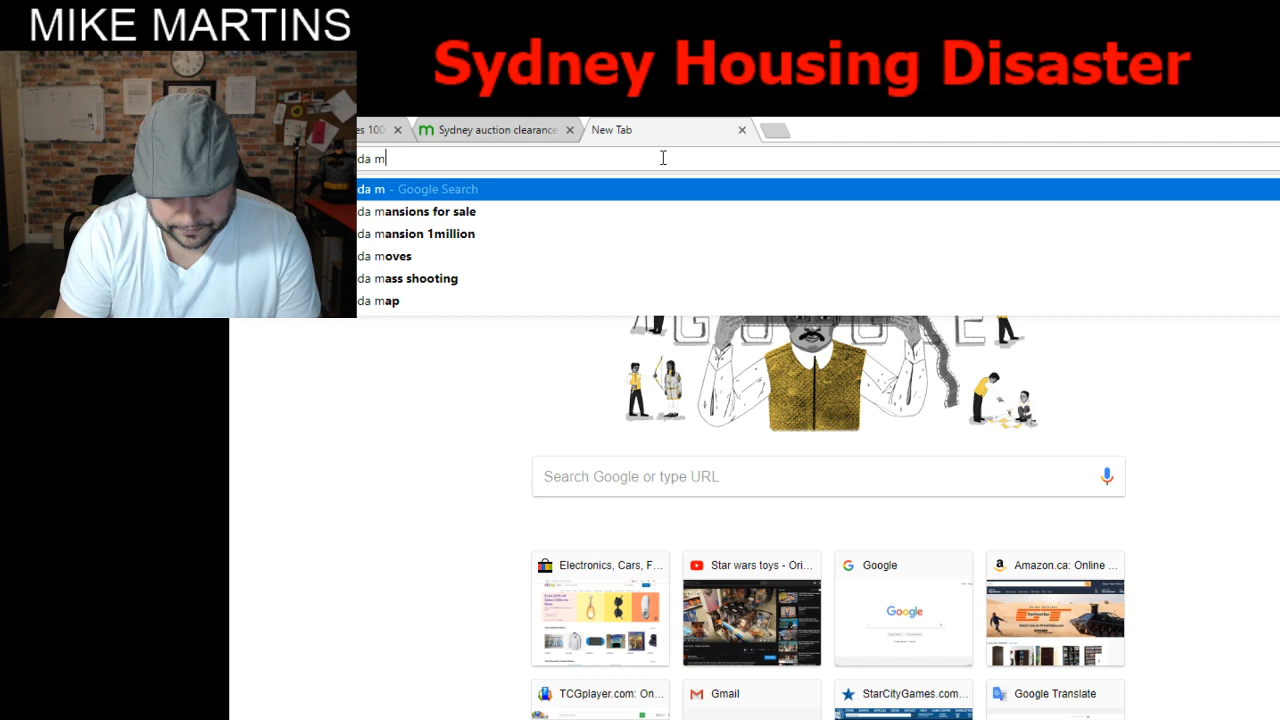 MIKE MARTINS
Sydney Housing Disaster
es 100
Sydney auction clearance
New Tab
da m
da m - Google Search
da mansions for sale
da mansion 1million
da moves
da mass shooting
da map
Search Google or type URL
Electronics, Cars, F...
Star wars toys - Ori...
Google
Amazon.ca: Online ...
Google
TCGplayer.com: On...
Gmail
StarCityGames.com...
Google Translate